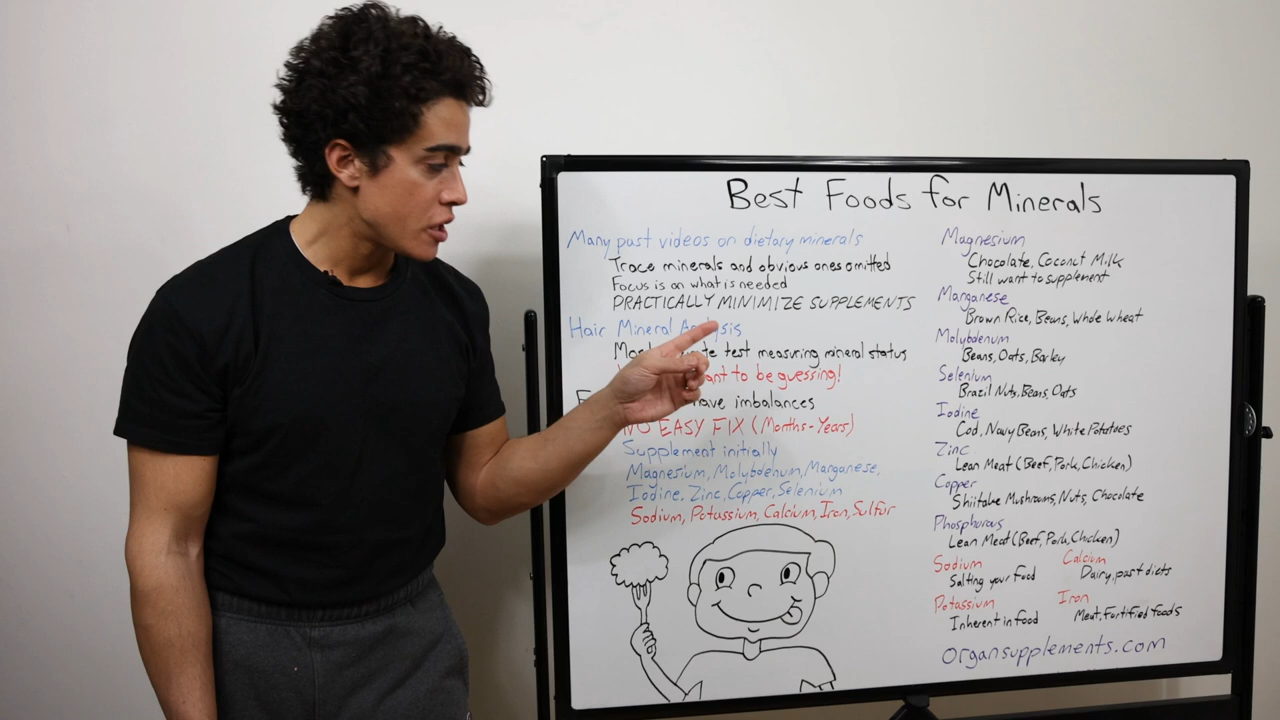 Best Foods for Minerals
Many past videos on dietary minerals
Trace minerals and obvious ones omitted
Focus is on what is needed
PRACTICALLY MINIMIZE SUPPLEMENTS
Hair Mineral Analysis
test measuring mineral status
to be guessing!
have imbalances
NO EASY FIX (Months-Years)
Supplement initially
Magnesium, Molybdenum, Manganese,
Iodine, Zinc, Copper, Selenium
Sodium, Potassium, Calcium, Iron, Sulfur
Magnesium
Chocolate, Coconut Milk
Still want to supplement
Manganese
Brown Rice, Beans, Whole Wheat
Molybdenum
Beans, Oats, Barley
Selenium
Brazil Nuts, Beans, Oats
Iodine
Cod, Navy Beans, White Potatoes
Zinc
Lean Meat (Beef, Pork, Chicken)
Copper
Shiitake Mushrooms, Nuts, Chocolate
Phosphorous
Lean Meat (Beef, Pork, Chicken)
Sodium
Salting your food
Calcium
Dairy, past diets
Potassium
Inherent in food
Iron
Meat, Fortified foods
organsupplements.com